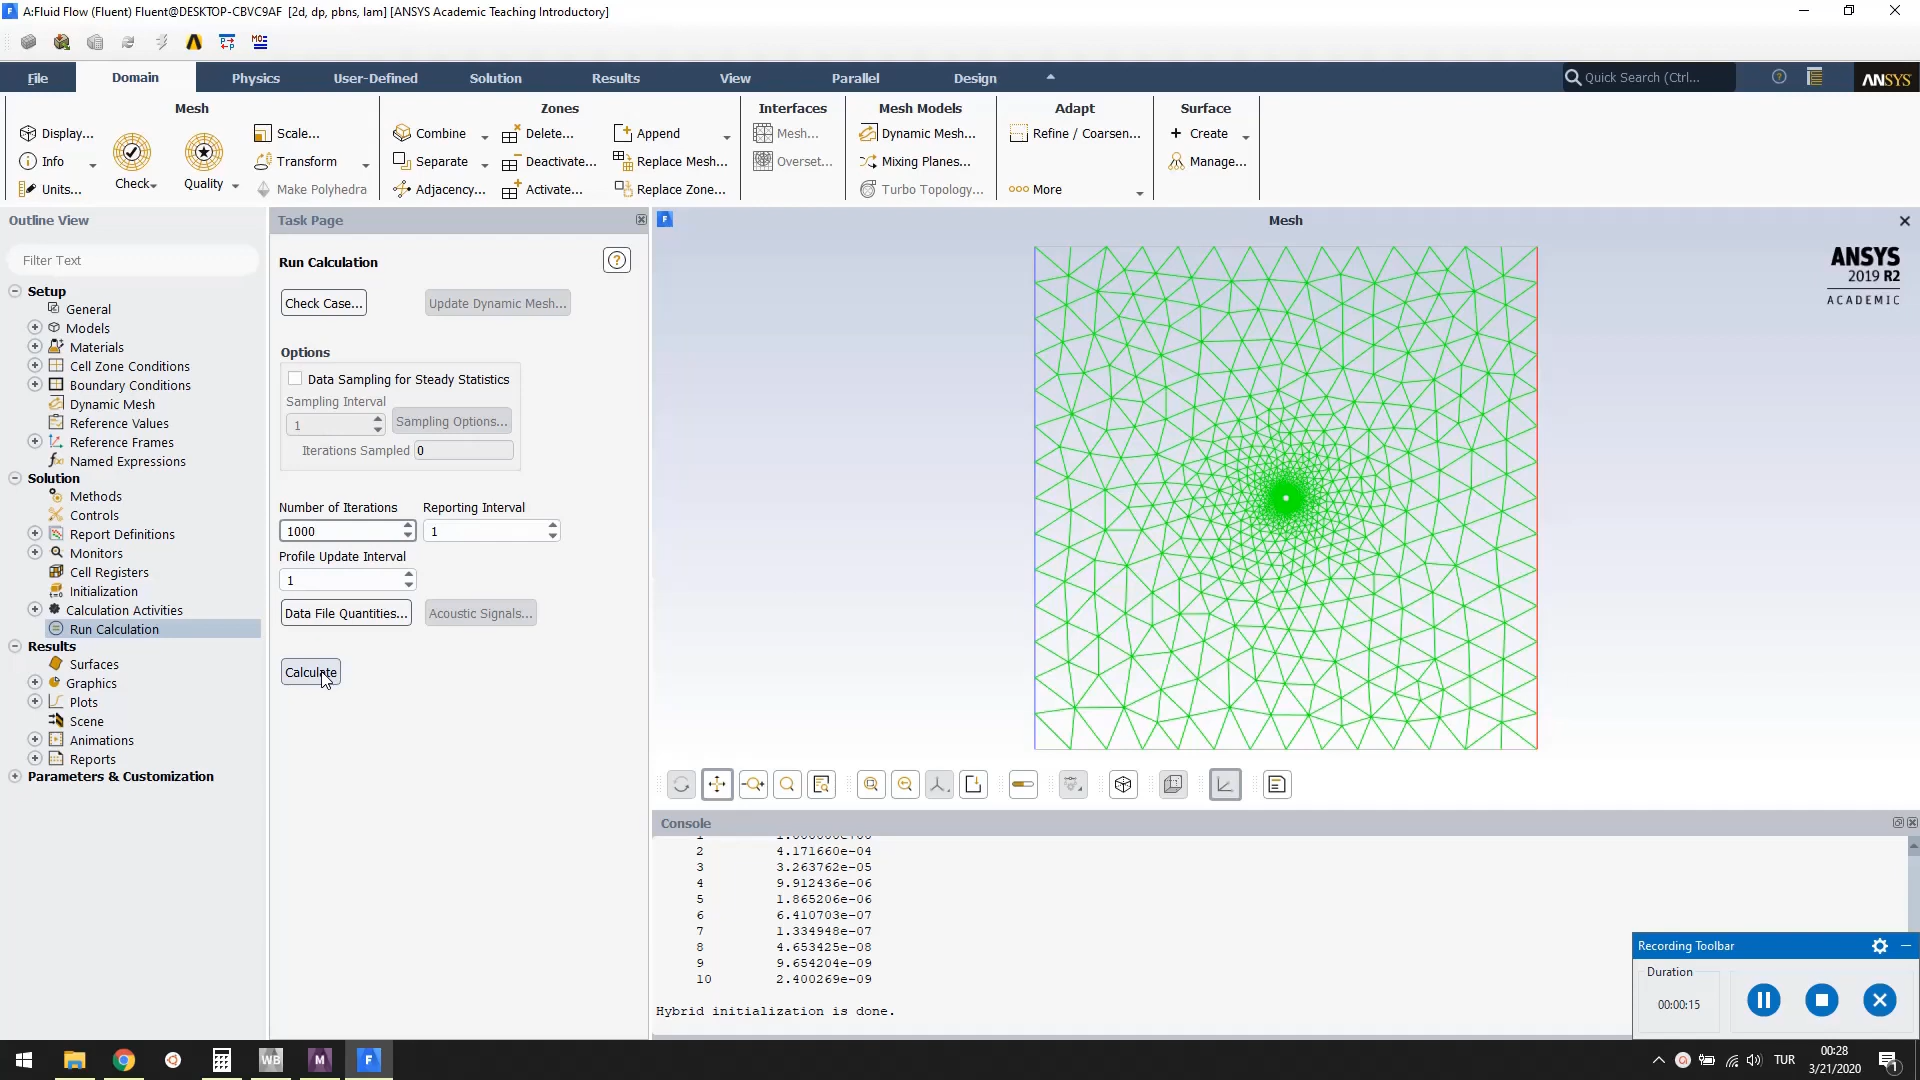 A:Fluid Flow (Fluent) Fluent@DESKTOP-CBVC9AF [2d, dp, pbns, lam] [ANSYS Academic Teaching Introductory]
File Domain Physics User-Defined Solution Results View Parallel Design Quick Search (Ctrl... ANSYS
Mesh Zones Interfaces Mesh Models Adapt Surface
Display... Scale... Combine Delete... Append Mesh... Dynamic Mesh... Refine / Coarsen... Create
Info Transform Separate Deactivate... Replace Mesh... Overset... Mixing Planes... Manage...
Check Quality
Units... Make Polyhedra Adjacency... Activate... Replace Zone... Turbo Topology... More
Outline View
Filter Text
Setup
General
Models
Materials
Cell Zone Conditions
Boundary Conditions
Dynamic Mesh
Reference Values
Reference Frames
Named Expressions
Solution
Methods
Controls
Report Definitions
Monitors
Cell Registers
Initialization
Calculation Activities
Run Calculation
Results
Surfaces
Graphics
Plots
Scene
Animations
Reports
Parameters & Customization
Task Page
Run Calculation
Check Case... Update Dynamic Mesh...
Options
Data Sampling for Steady Statistics
Sampling Interval
1 Sampling Options...
Iterations Sampled 0
Number of Iterations Reporting Interval
1000 1
Profile Update Interval
1
Data File Quantities... Acoustic Signals...
Calculate
Mesh
ANSYS
2019 R2
ACADEMIC
Console
2 4.171660e-04
3 3.263762e-05
4 9.912436e-06
5 1.865206e-06
6 6.410703e-07
7 1.334948e-07
8 4.653425e-08
9 9.654204e-09
10 2.400269e-09
Hybrid initialization is done.
Recording Toolbar
Duration
00:00:15
WB M F
TUR
00:28
3/21/2020
1